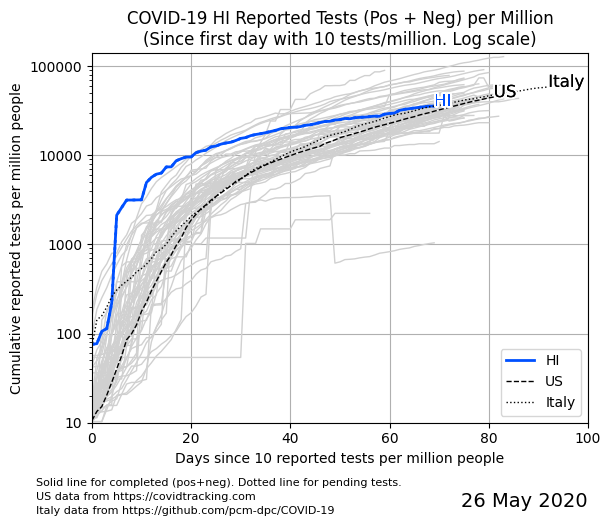 COVID-19 HI Reported Tests (Pos + Neg) per Million
(Since first day with 10 tests/million. Log scale)
Cumulative reported tests per million people
100000
10000
1000
100
10
HI
US
Italy
HI
US
Italy
0
20
40
60
80
100
Days since 10 reported tests per million people
Solid line for completed (pos+neg). Dotted line for pending tests.
US data from https://covidtracking.com
Italy data from https://github.com/pcm-dpc/COVID-19
26 May 2020